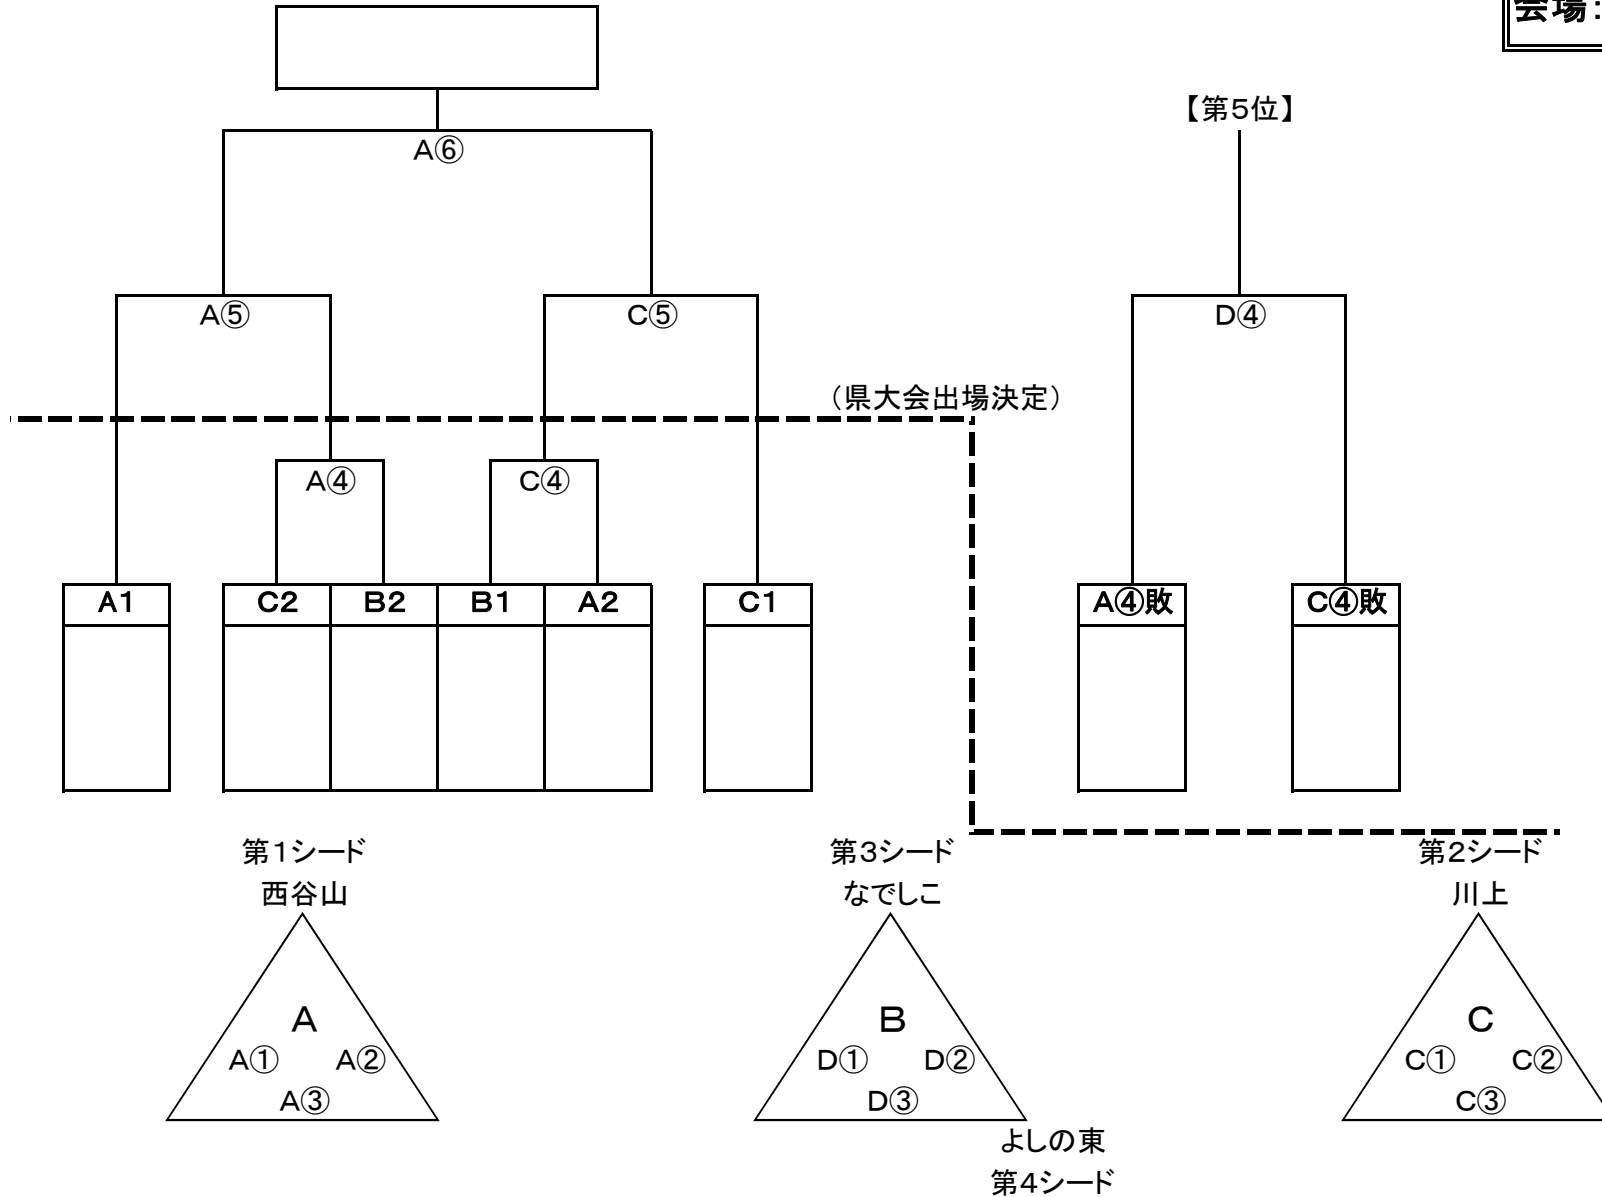 会場:
【第5位】
A⑥
A⑤
C⑤
D④
（県大会出場決定）
A④
C④
A1
C2
B2
B1
A2
C1
A④敗
C④敗
第1シード
第3シード
第2シード
西谷山
なでしこ
川上
A
B
C
A①
A②
D①
D②
C①
C②
A③
D③
C③
よしの東
第4シード